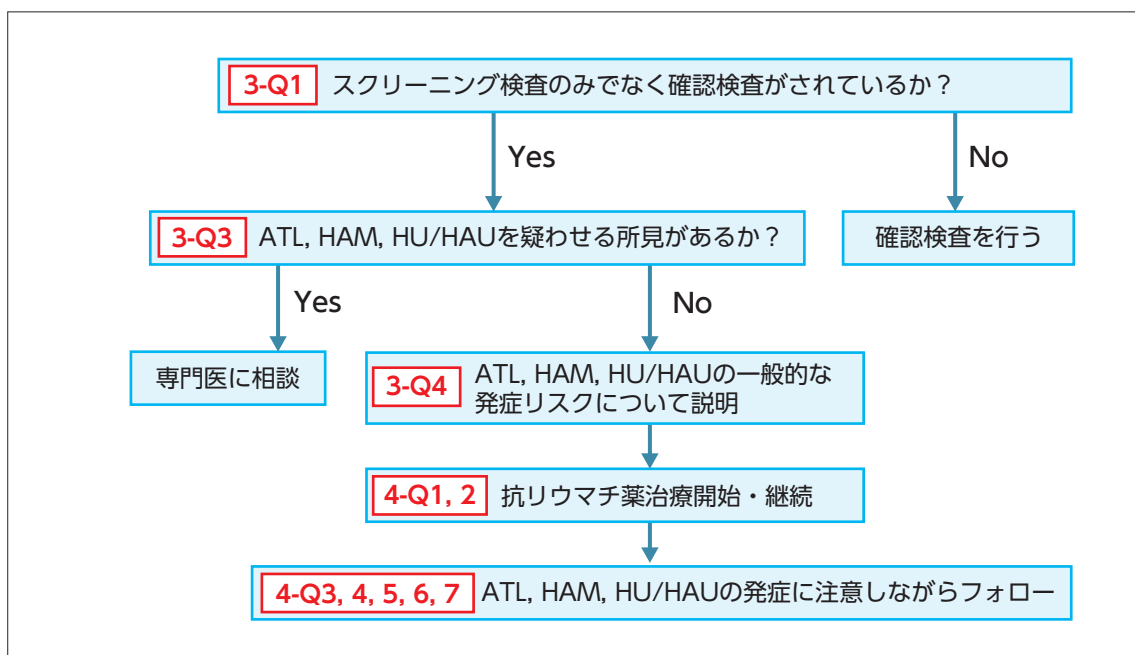 3-Q1 スクリーニング検査のみでなく確認検査がされているか？
Yes
No
3-Q3 ATL, HAM, HU/HAUを疑わせる所見があるか？
確認検査を行う
Yes
No
専門医に相談
3-Q4 ATL, HAM, HU/HAUの一般的な
発症リスクについて説明
4-Q1, 2 抗リウマチ薬治療開始・継続
4-Q3, 4, 5, 6, 7 ATL, HAM, HU/HAUの発症に注意しながらフォロー